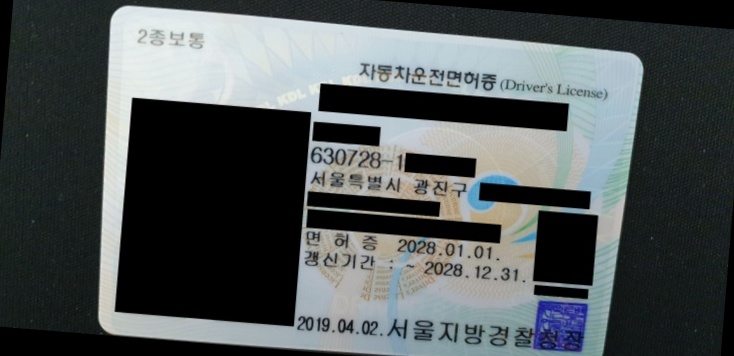 2종보통
자동차운전면허증 (Driver's License)
630728-1
서울특별시 광진구
면 허 증 2028.01.01.
갱신기간 : ~ 2028.12.31.
2019.04.02. 서울지방경찰청장